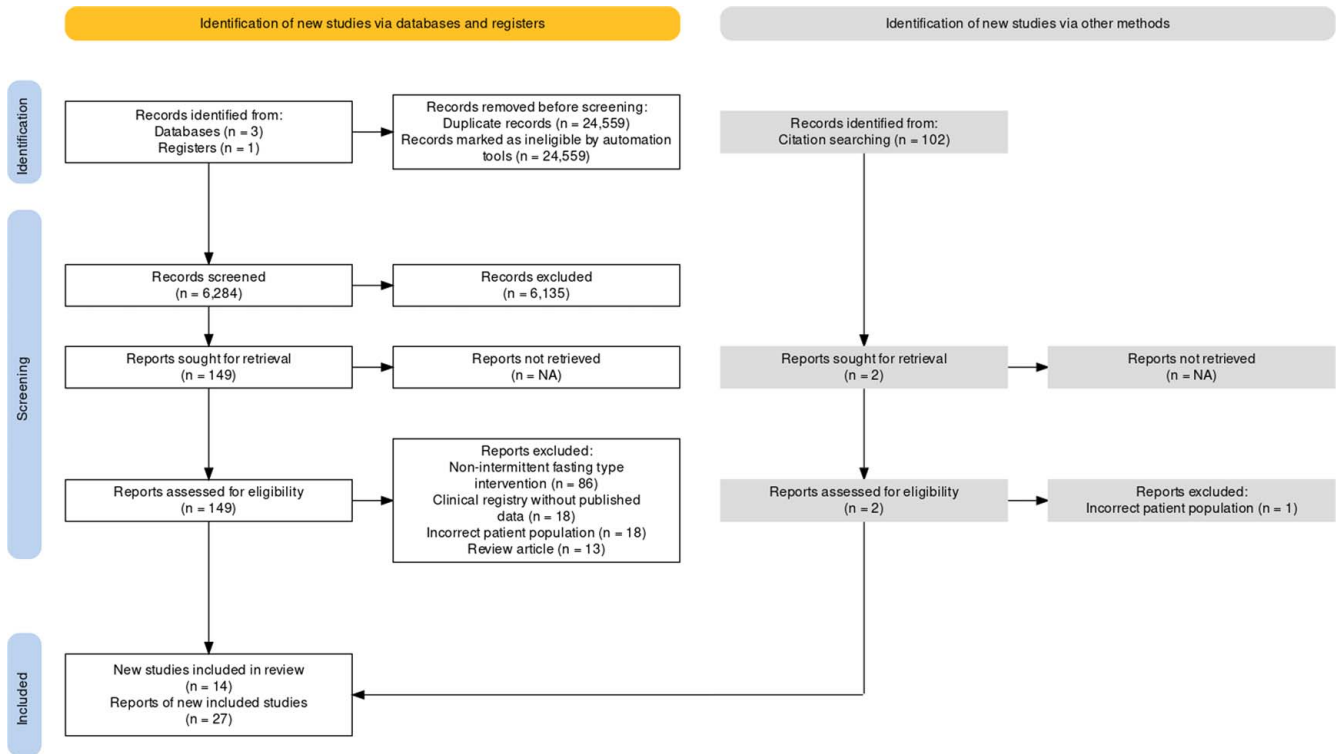 Identification of new studies via databases and registers
Identification of new studies via other methods
Identification
Records identified from:
Databases (n = 3)
Registers (n = 1)
Records removed before screening:
Duplicate records (n = 24,559)
Records marked as ineligible by automation
tools (n = 24,559)
Records identified from:
Citation searching (n = 102)
Screening
Records screened
(n = 6,284)
Records excluded
(n = 6,135)
Reports sought for retrieval
(n = 149)
Reports not retrieved
(n = NA)
Reports sought for retrieval
(n = 2)
Reports not retrieved
(n = NA)
Reports assessed for eligibility
(n = 149)
Reports excluded:
Non-intermittent fasting type
intervention (n = 86)
Clinical registry without published
data (n = 18)
Incorrect patient population (n = 18)
Review article (n = 13)
Reports assessed for eligibility
(n = 2)
Reports excluded:
Incorrect patient population (n = 1)
Included
New studies included in review
(n = 14)
Reports of new included studies
(n = 27)